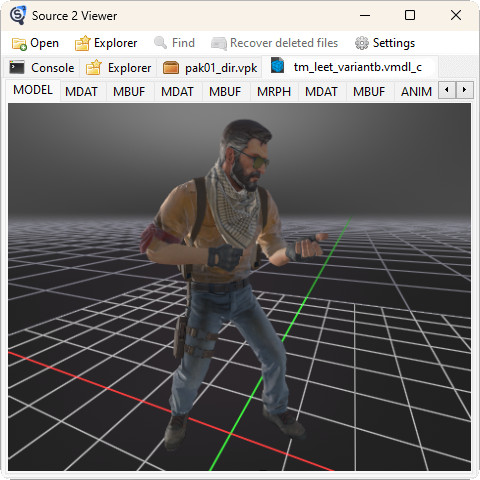 Source 2 Viewer
Open Explorer Find Recover deleted files Settings
Console Explorer pak01_dir.vpk tm_leet_variantb.vmdl_c
MODEL MDAT MBUF MDAT MBUF MRPH MDAT MBUF ANIM